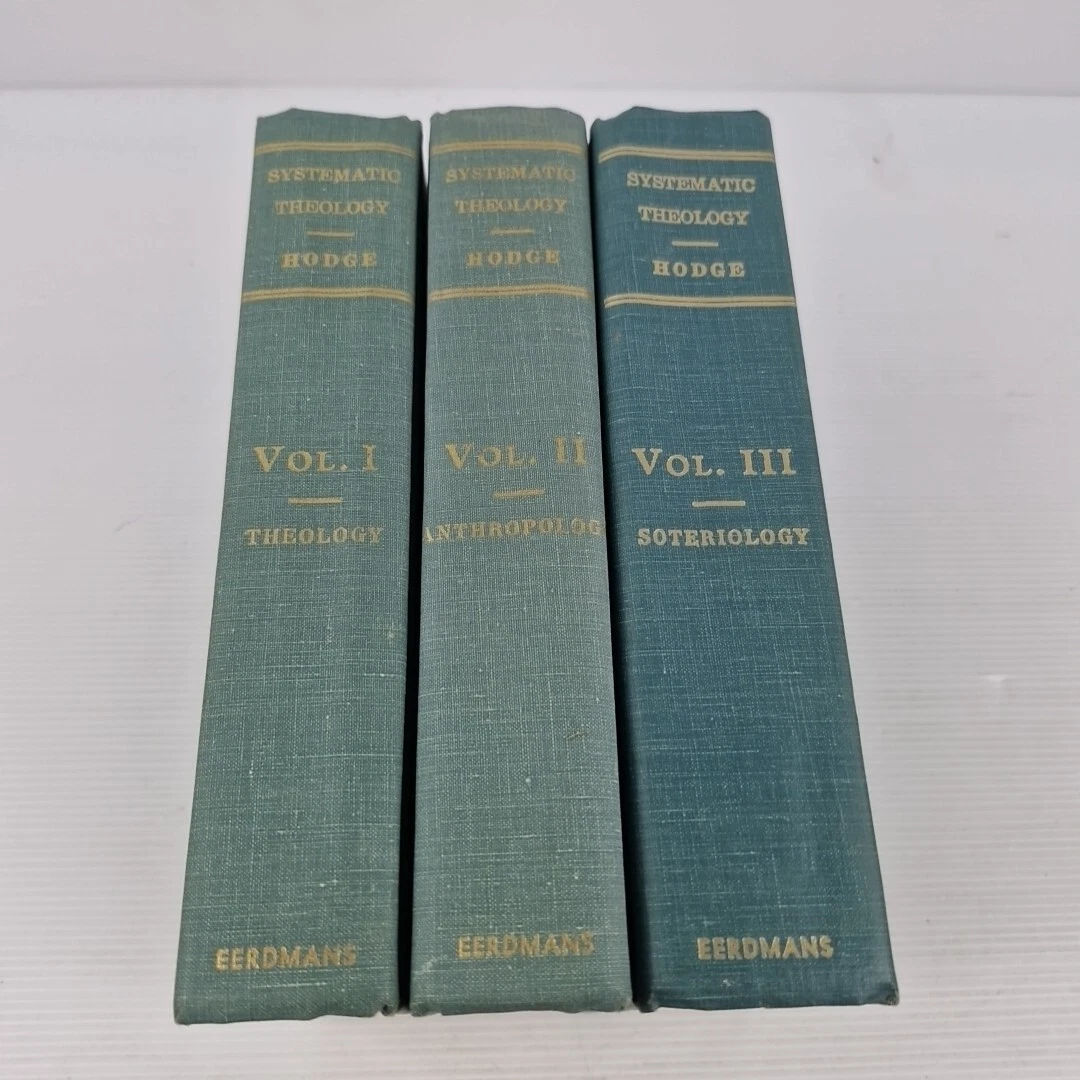 SYSTEMATIC
THEOLOGY
HODGE
VOL. I
THEOLOGY
EERDMANS
SYSTEMATIC
THEOLOGY
HODGE
VOL. II
ANTHROPOLOG
EERDMANS
SYSTEMATIC
THEOLOGY
HODGE
VOL. III
SOTERIOLOGY
EERDMANS